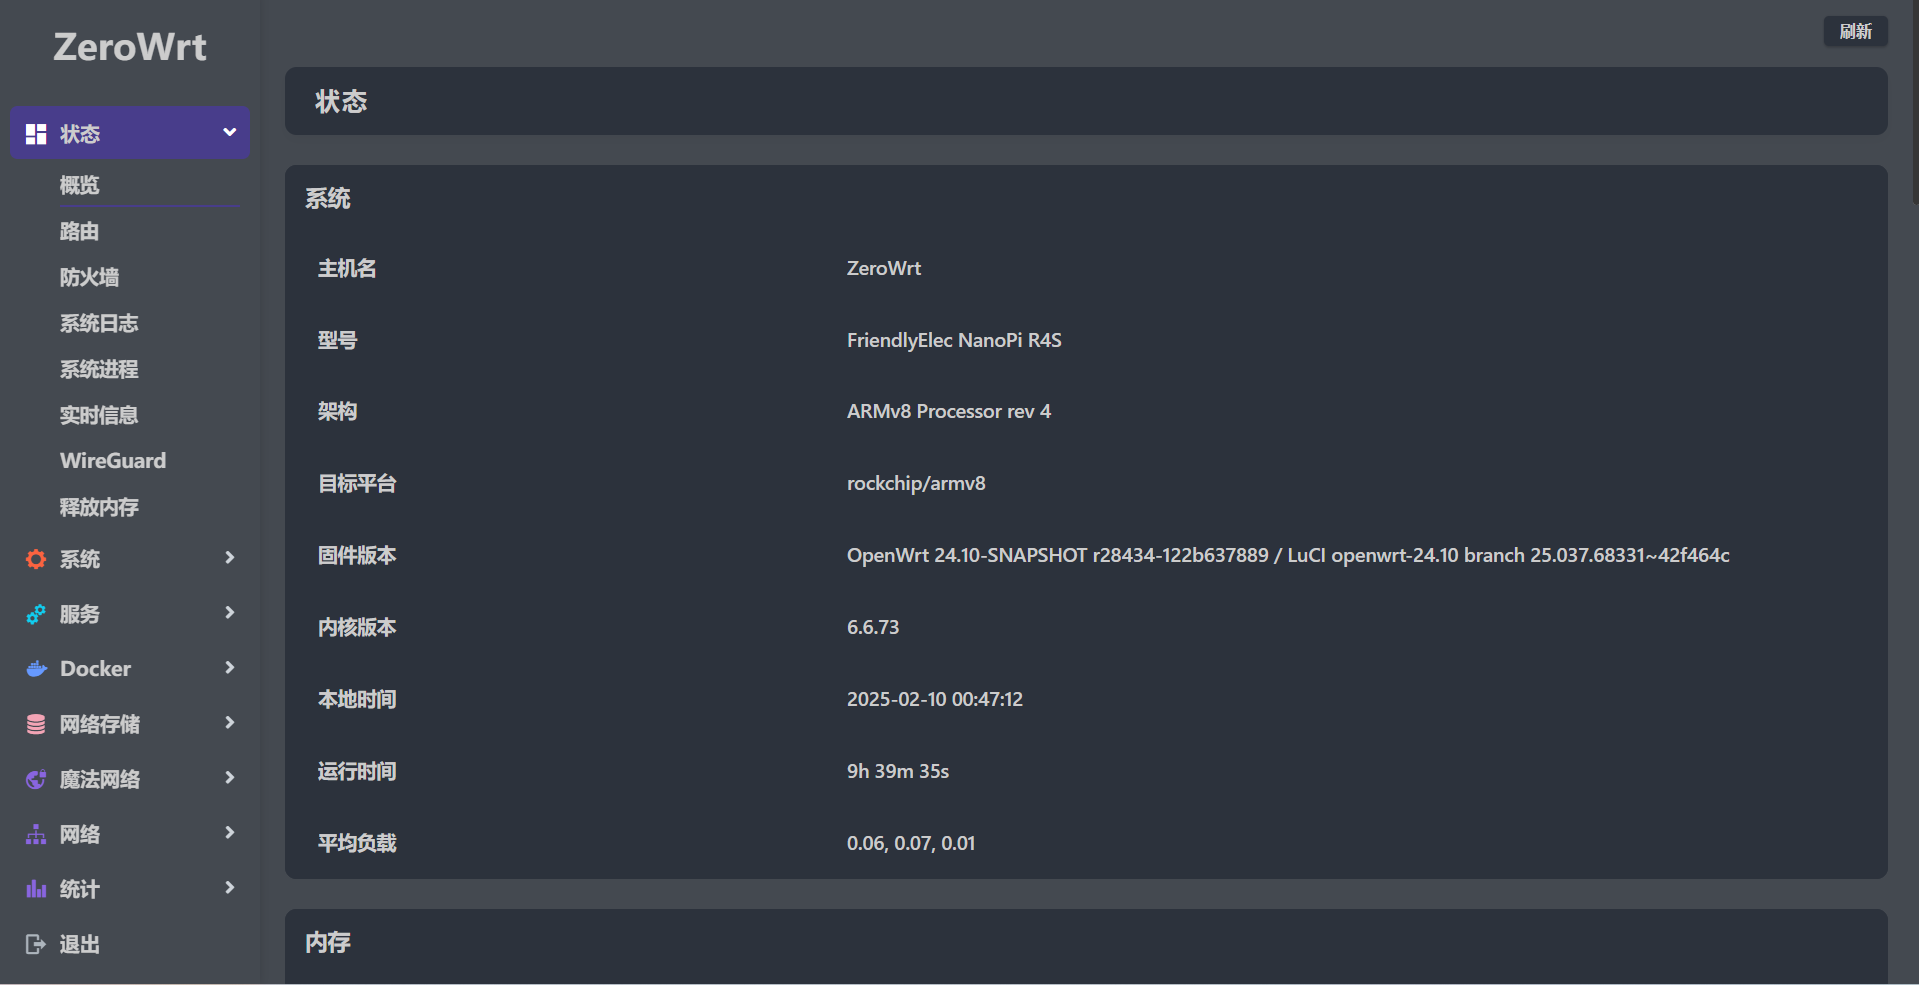 ZeroWrt
状态
概览
路由
防火墙
系统日志
系统进程
实时信息
WireGuard
释放内存
系统
服务
Docker
网络存储
魔法网络
网络
统计
退出
刷新
状态
系统
主机名 ZeroWrt
型号 FriendlyElec NanoPi R4S
架构 ARMv8 Processor rev 4
目标平台 rockchip/armv8
固件版本 OpenWrt 24.10-SNAPSHOT r28434-122b637889 / LuCI openwrt-24.10 branch 25.037.68331~42f464c
内核版本 6.6.73
本地时间 2025-02-10 00:47:12
运行时间 9h 39m 35s
平均负载 0.06, 0.07, 0.01
内存